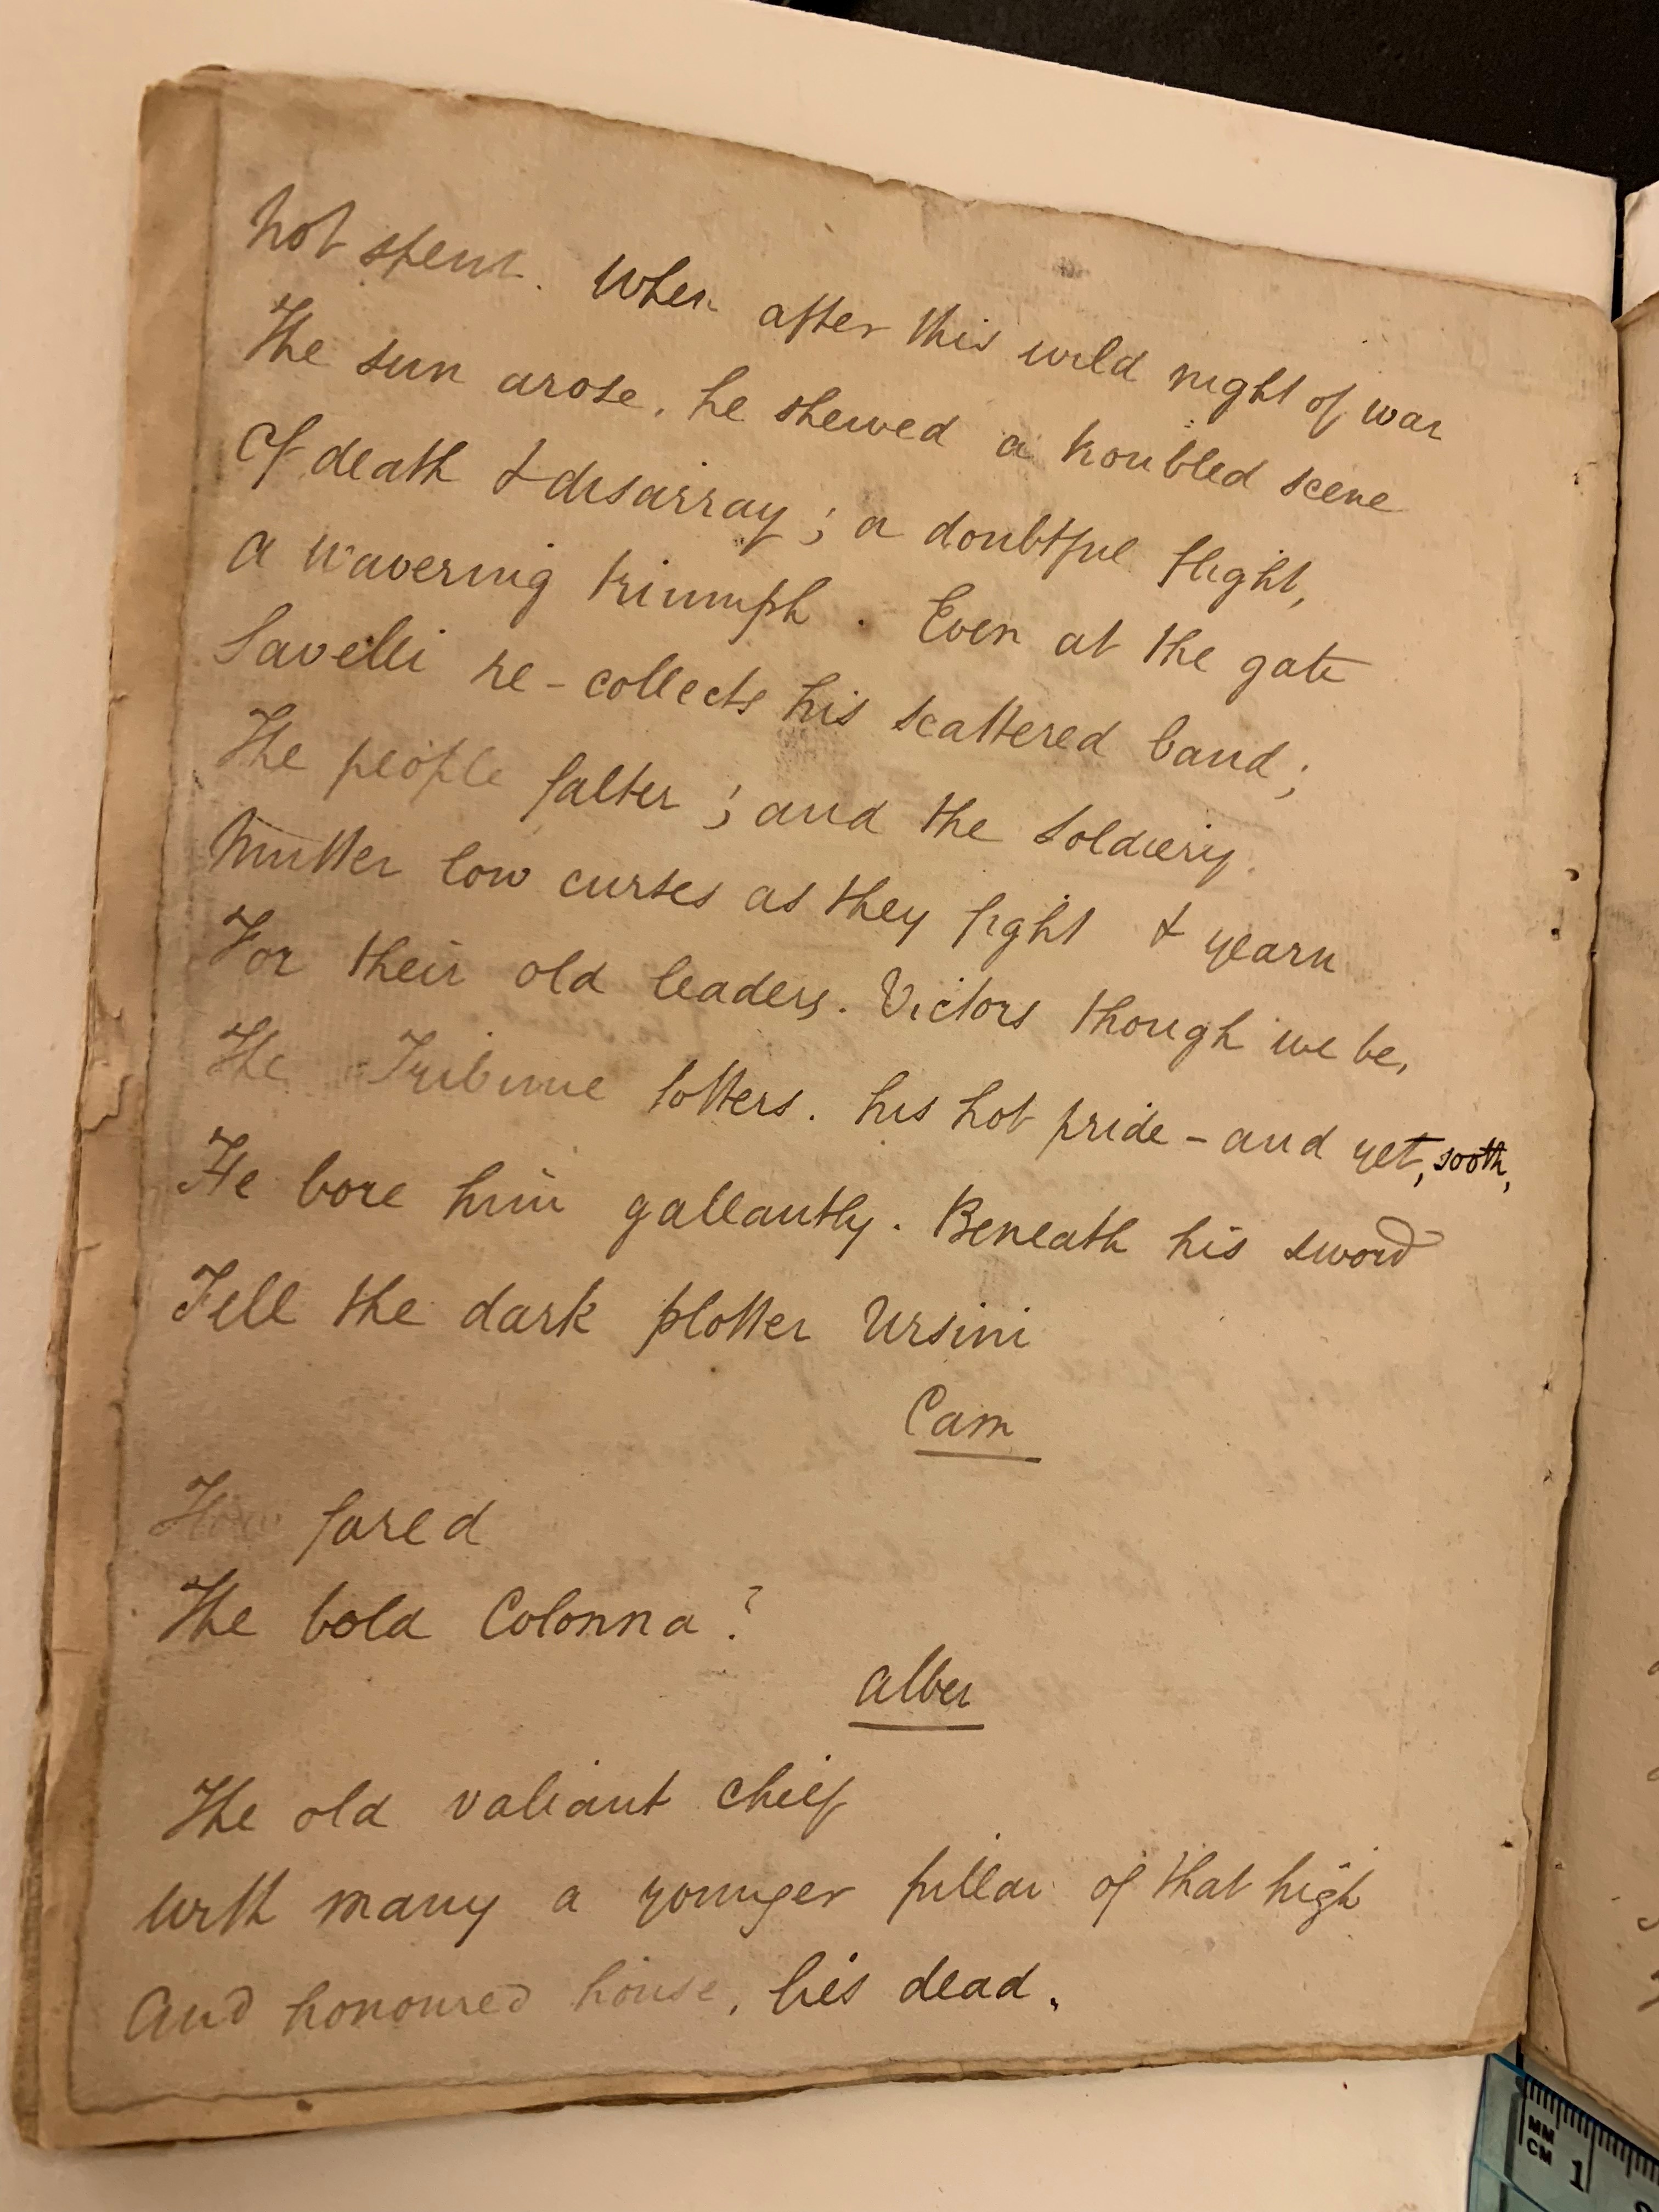 Not spent. When after this wild night of war
The sun arose, he shewed a troubled scene
Of death & disarray; a doubtful flight,
A wavering triumph. Even at the gate
Savelli re-collects his scattered band;
The people falter; and the soldiery
Mutter low curses as they fight & yearn
For their old leaders. Victors though we be,
The Tribune totters. his hot pride - and yet, sooth,
He bore him gallantly. Beneath his sword
Fell the dark plotter Ursini
Cam
How fared
The bold Colonna?
Alber
The old valiant chief
With many a younger pillar of that high
And honoured house, lies dead.
MM
CM 1